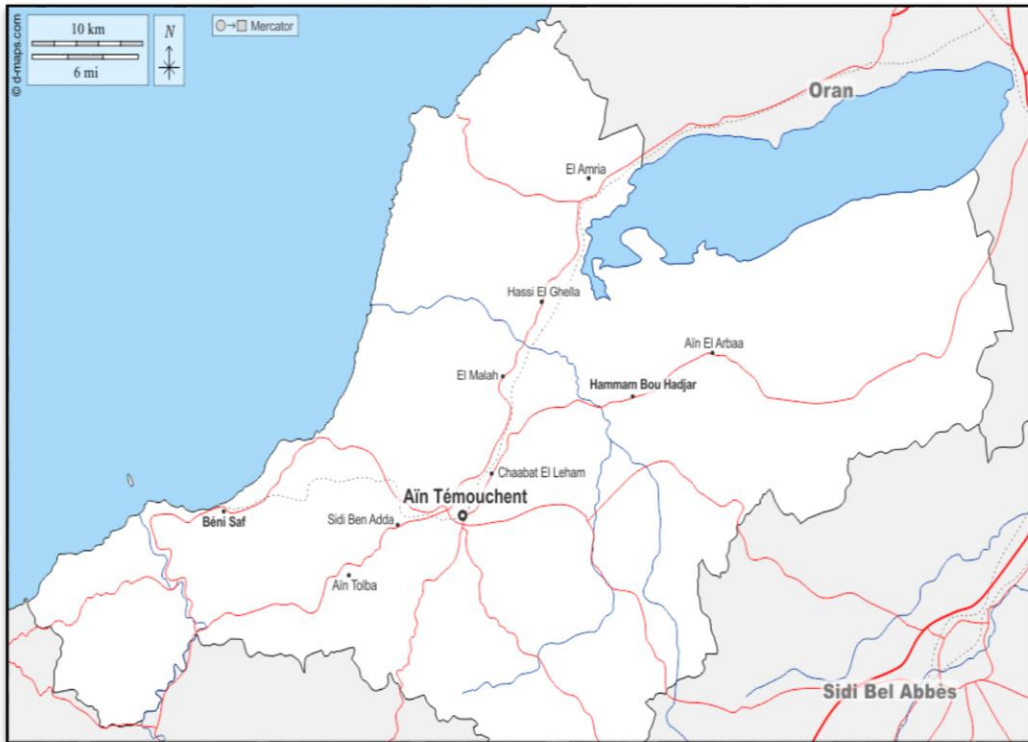 10 km
6 mi
N
Mercator
© d-maps.com
Oran
El Amria
Hassi El Ghella
Aïn El Arbaa
El Malah
Hammam Bou Hadjar
Chaabat El Leham
Aïn Témouchent
Béni Saf
Sidi Ben Adda
Aïn Tolba
Sidi Bel Abbès